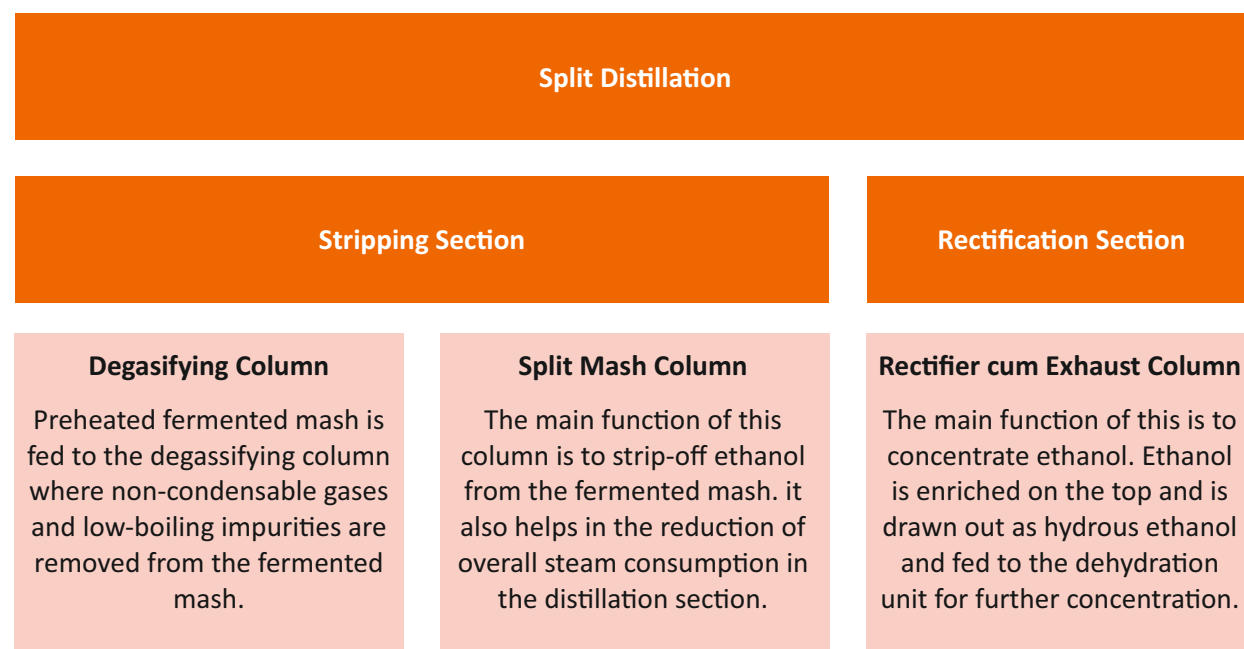 Split Distillation
Stripping Section
Rectification Section
Degasifying Column
Preheated fermented mash is
fed to the degassifying column
where non-condensable gases
and low-boiling impurities are
removed from the fermented
mash.
Split Mash Column
The main function of this
column is to strip-off ethanol
from the fermented mash. it
also helps in the reduction of
overall steam consumption in
the distillation section.
Rectifier cum Exhaust Column
The main function of this is to
concentrate ethanol. Ethanol
is enriched on the top and is
drawn out as hydrous ethanol
and fed to the dehydration
unit for further concentration.